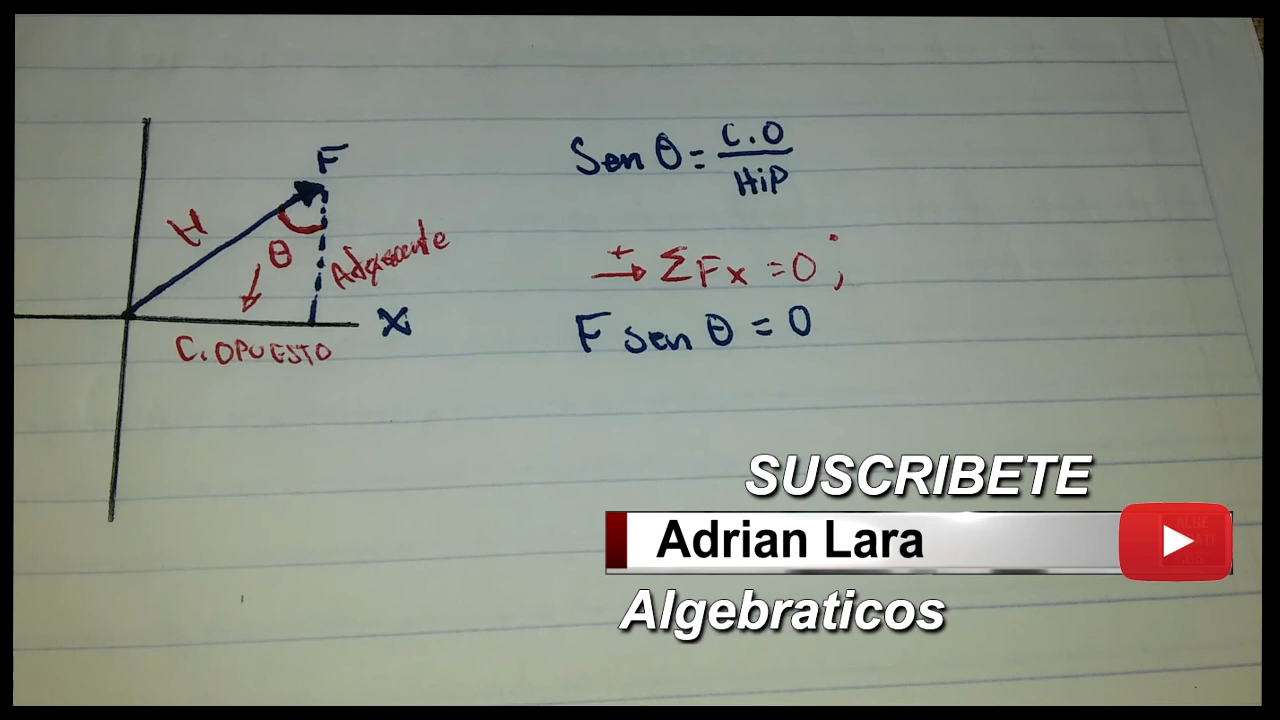 F
H
θ
Adyacente
X
C. OPUESTO
Sen θ = C.O / HiP
+ → ΣFx = 0 ;
F sen θ = 0
SUSCRIBETE
Adrian Lara
Algebraticos